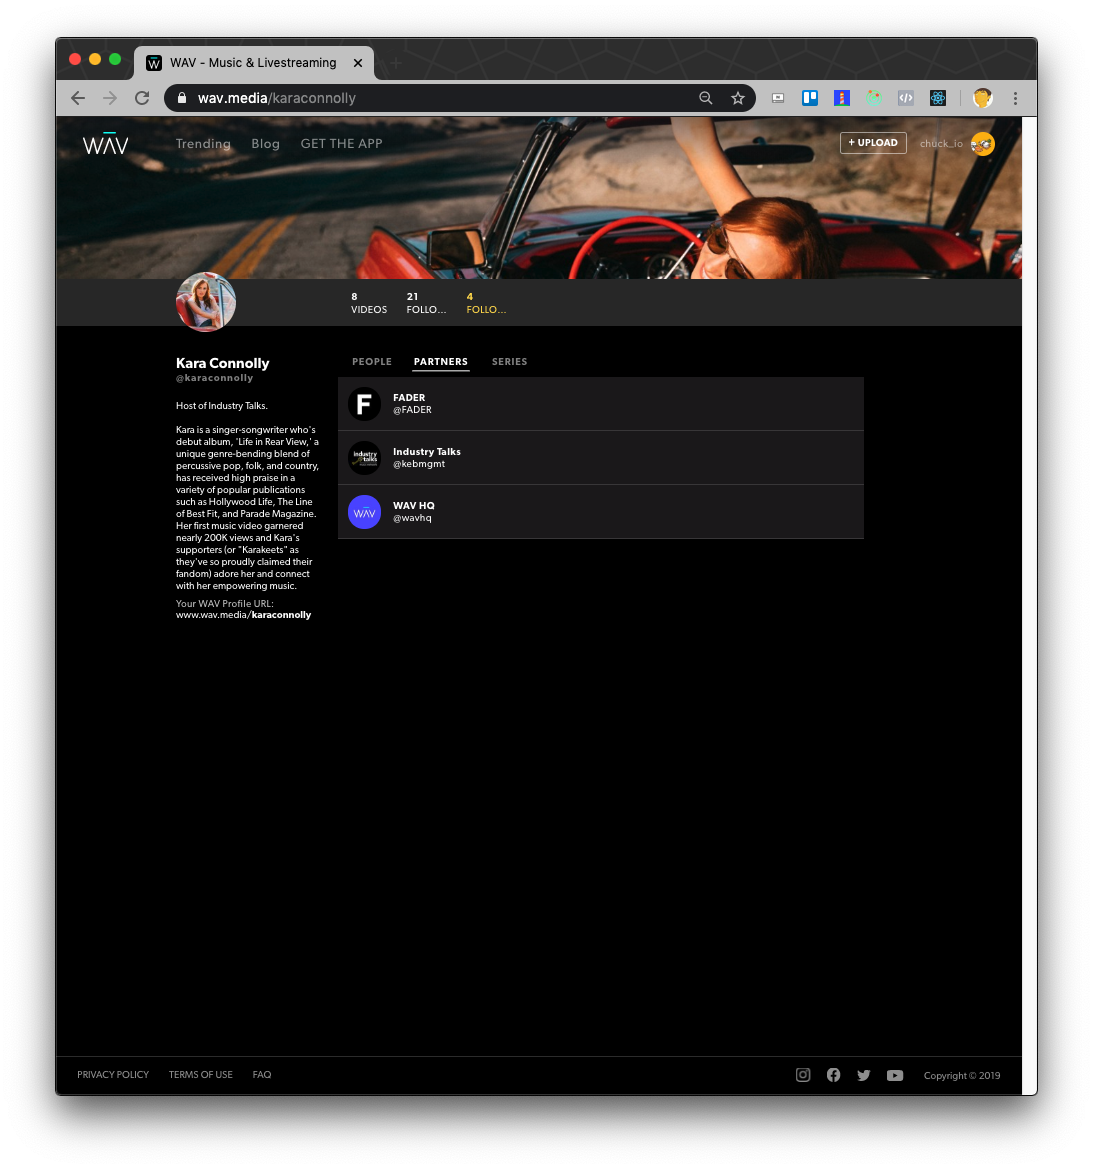 WAV - Music & Livestreaming
wav.media/karaconnolly
WAV
Trending
Blog
GET THE APP
+ UPLOAD
chuck_io
8
VIDEOS
21
FOLLO...
4
FOLLO...
Kara Connolly
@karaconnolly
Host of Industry Talks.
Kara is a singer-songwriter who's
debut album, 'Life in Rear View,' a
unique genre-bending blend of
percussive pop, folk, and country,
has received high praise in a
variety of popular publications
such as Hollywood Life, The Line
of Best Fit, and Parade Magazine.
Her first music video garnered
nearly 200K views and Kara's
supporters (or "Karakeets" as
they've so proudly claimed their
fandom) adore her and connect
with her empowering music.
Your WAV Profile URL:
www.wav.media/karaconnolly
PEOPLE
PARTNERS
SERIES
F
FADER
@FADER
industry
talks
Industry Talks
@kebmgmt
WAV
WAV HQ
@wavhq
PRIVACY POLICY
TERMS OF USE
FAQ
Copyright © 2019